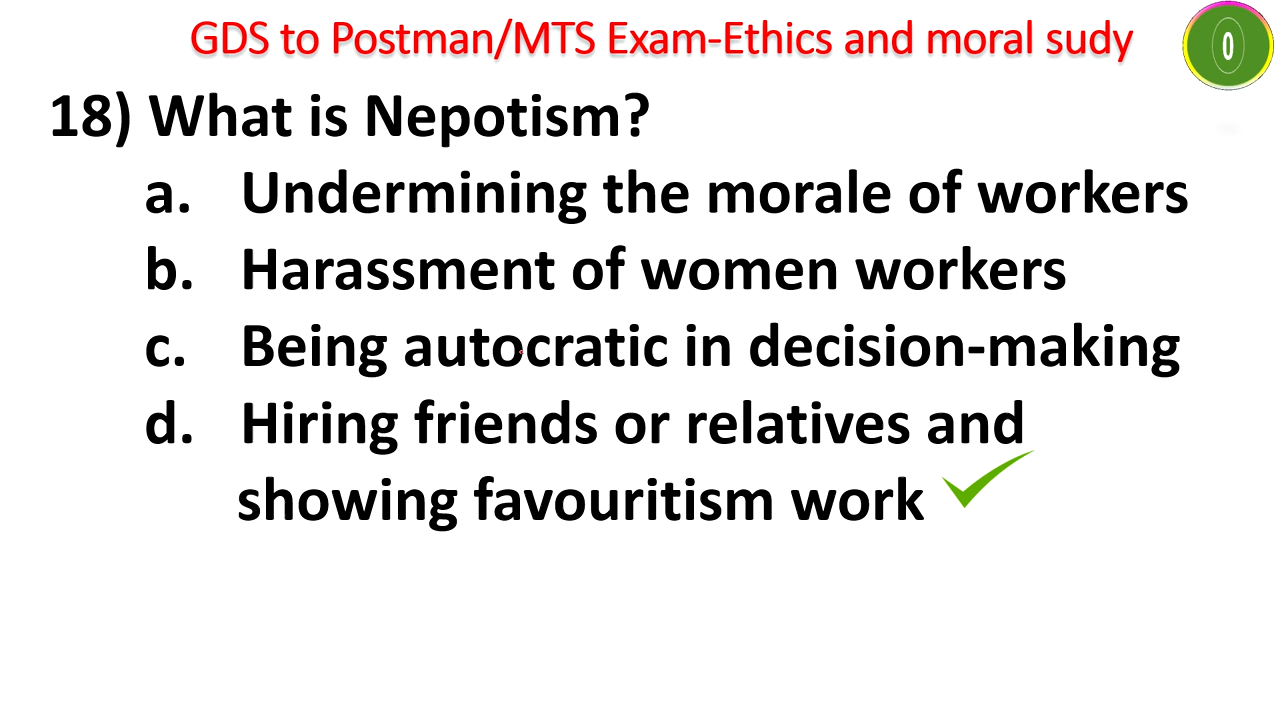 GDS to Postman/MTS Exam-Ethics and moral sudy
0
18) What is Nepotism?
a. Undermining the morale of workers
b. Harassment of women workers
c. Being autocratic in decision-making
d. Hiring friends or relatives and
showing favouritism work